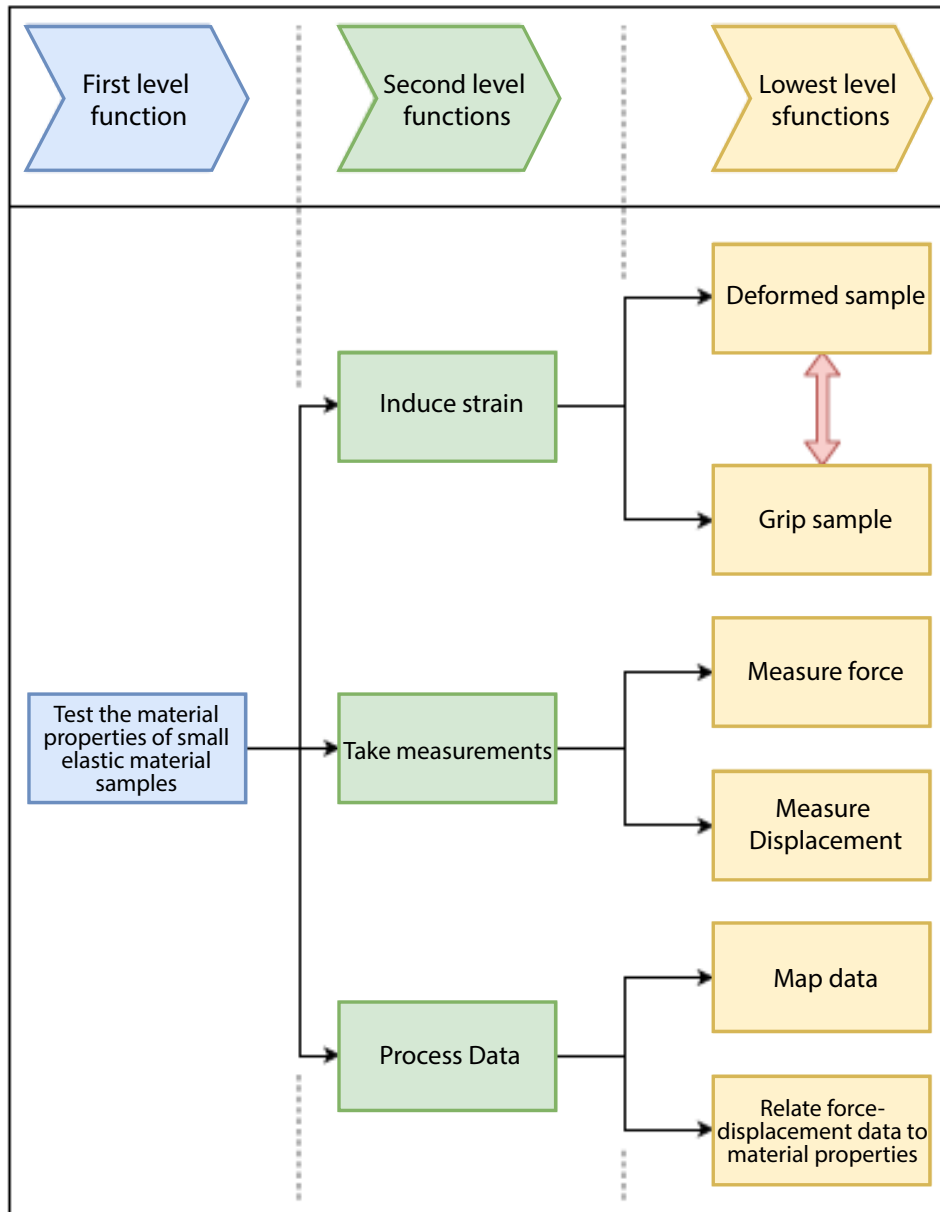 First level
function
Second level
functions
Lowest level
sfunctions
Deformed sample
Induce strain
Grip sample
Measure force
Test the material
properties of small
elastic material
samples
Take measurements
Measure
Displacement
Map data
Process Data
Relate force-
displacement data to
material properties